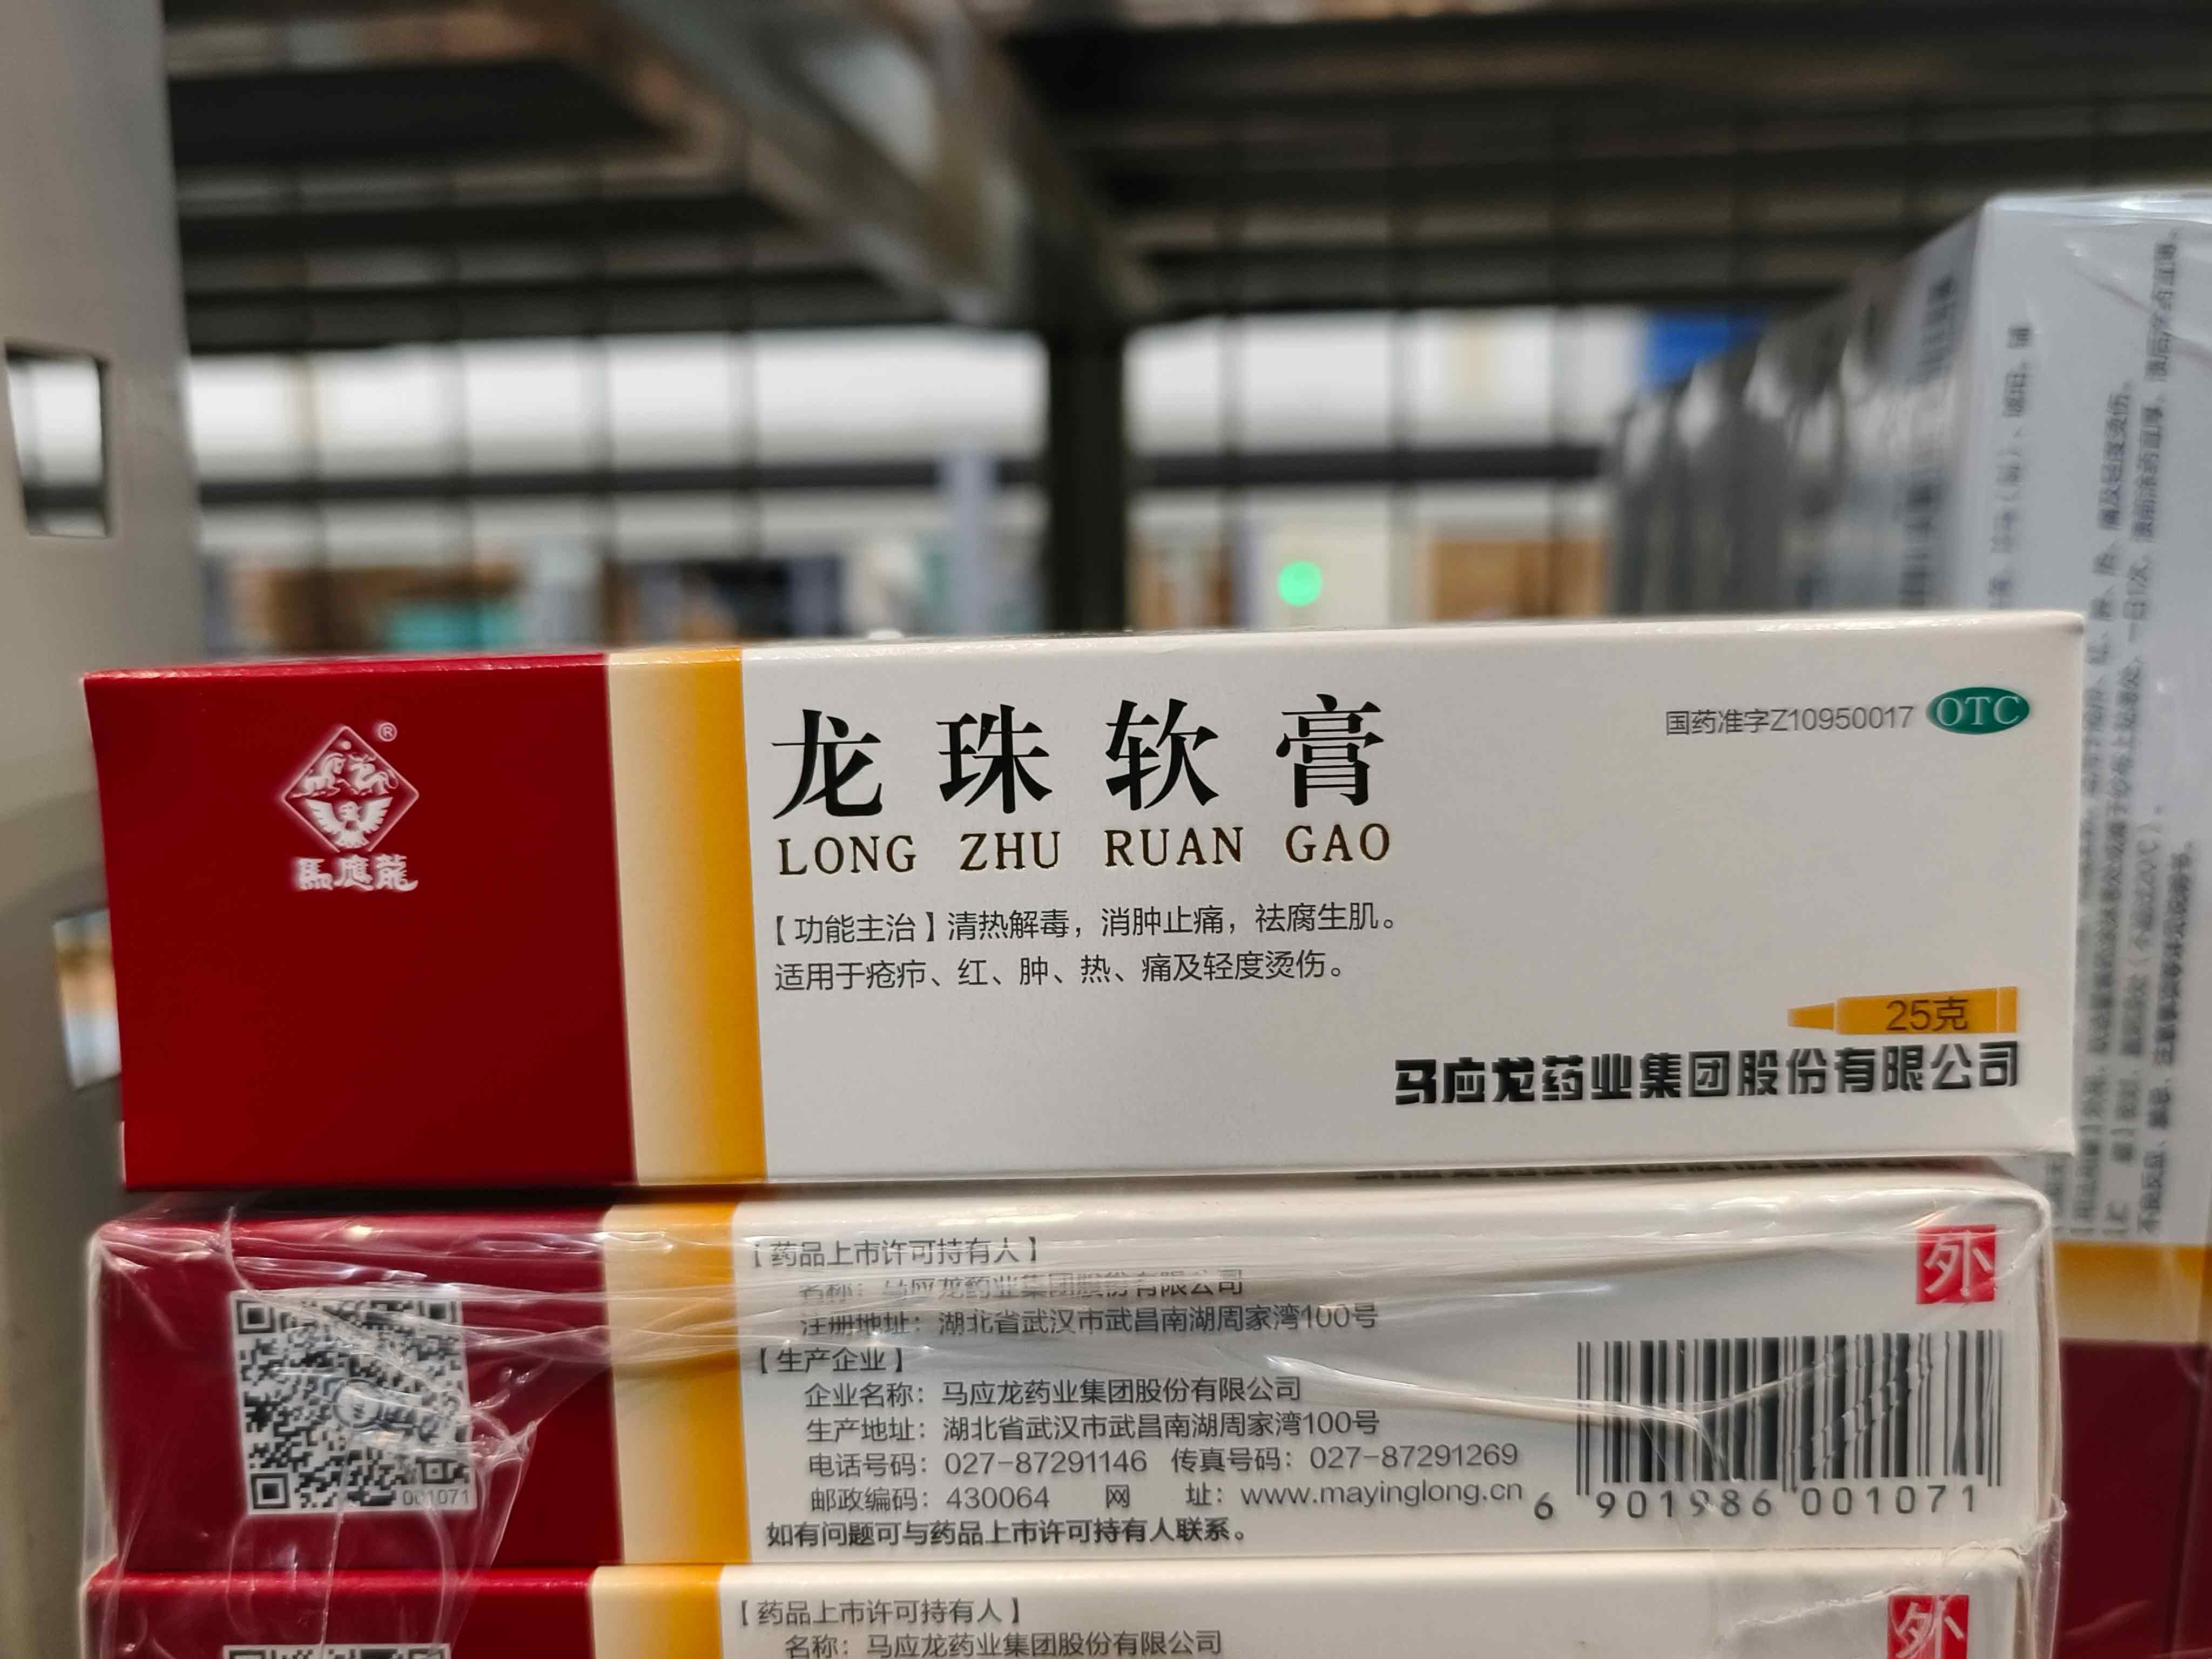 馬應龍®
龙珠软膏
LONG ZHU RUAN GAO
国药准字Z10950017 OTC
【功能主治】清热解毒，消肿止痛，祛腐生肌。
适用于疮疖、红、肿、热、痛及轻度烫伤。
25克
马应龙药业集团股份有限公司
【药品上市许可持有人】
名称：马应龙药业集团股份有限公司
注册地址：湖北省武汉市武昌南湖周家湾100号
【生产企业】
企业名称：马应龙药业集团股份有限公司
生产地址：湖北省武汉市武昌南湖周家湾100号
电话号码：027-87291146 传真号码：027-87291269
邮政编码：430064 网 址：www.mayinglong.cn
如有问题可与药品上市许可持有人联系。
外
001071
6 901986 001071
【药品上市许可持有人】
名称：马应龙药业集团股份有限公司
外